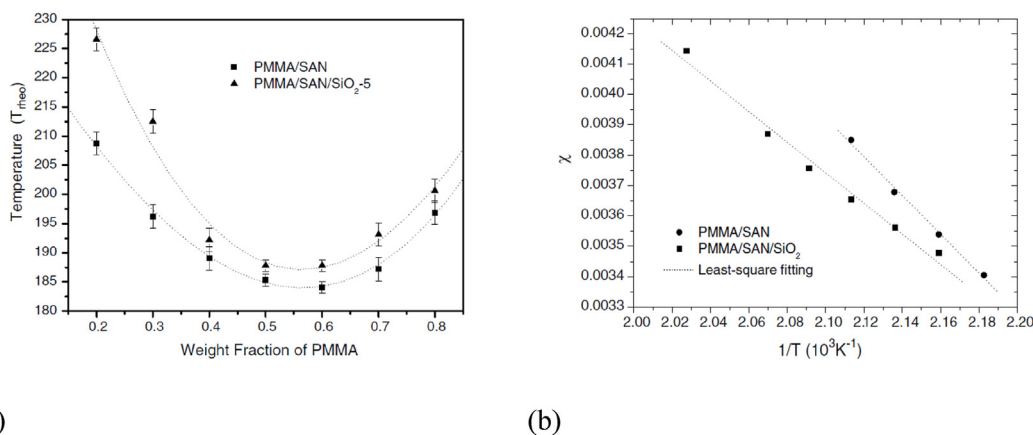 230
225
220
215
210
205
200
195
190
185
180
Temperature (T_rheo)
PMMA/SAN
PMMA/SAN/SiO₂-5
0.2 0.3 0.4 0.5 0.6 0.7 0.8
Weight Fraction of PMMA
0.0042
0.0041
0.0040
0.0039
0.0038
0.0037
0.0036
0.0035
0.0034
0.0033
χ
PMMA/SAN
PMMA/SAN/SiO₂
Least-square fitting
2.00 2.02 2.04 2.06 2.08 2.10 2.12 2.14 2.16 2.18 2.20
1/T (10³K⁻¹)
) (b)